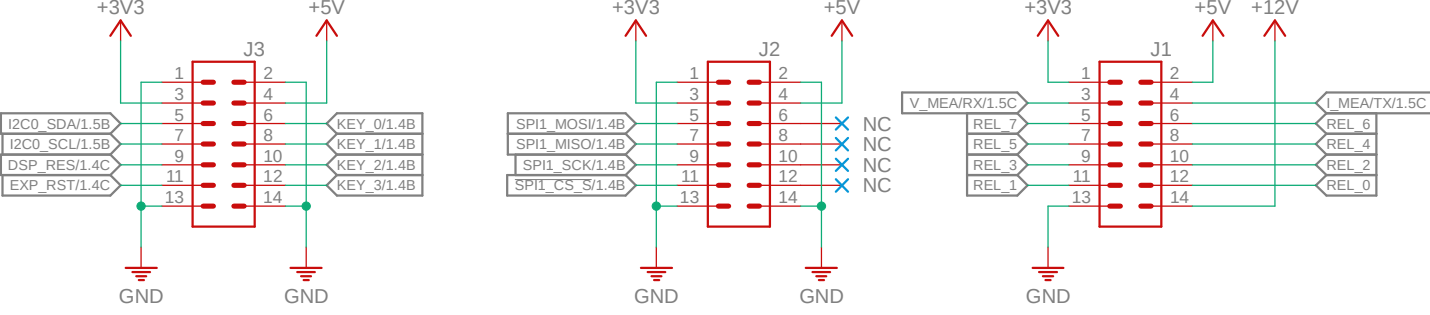 +3V3 +5V +3V3 +5V +3V3 +5V +12V
J3 J2 J1
1 2 1 2 1 2
3 4 3 4 V_MEA/RX/1.5C 3 4 I_MEA/TX/1.5C
I2C0_SDA/1.5B 5 6 KEY_0/1.4B SPI1_MOSI/1.4B 5 6 NC REL_7 5 6 REL_6
I2C0_SCL/1.5B 7 8 KEY_1/1.4B SPI1_MISO/1.4B 7 8 NC REL_5 7 8 REL_4
DSP_RES/1.4C 9 10 KEY_2/1.4B SPI1_SCK/1.4B 9 10 NC REL_3 9 10 REL_2
EXP_RST/1.4C 11 12 KEY_3/1.4B SPI1_CS_S/1.4B 11 12 NC REL_1 11 12 REL_0
13 14 13 14 13 14
GND GND GND GND GND